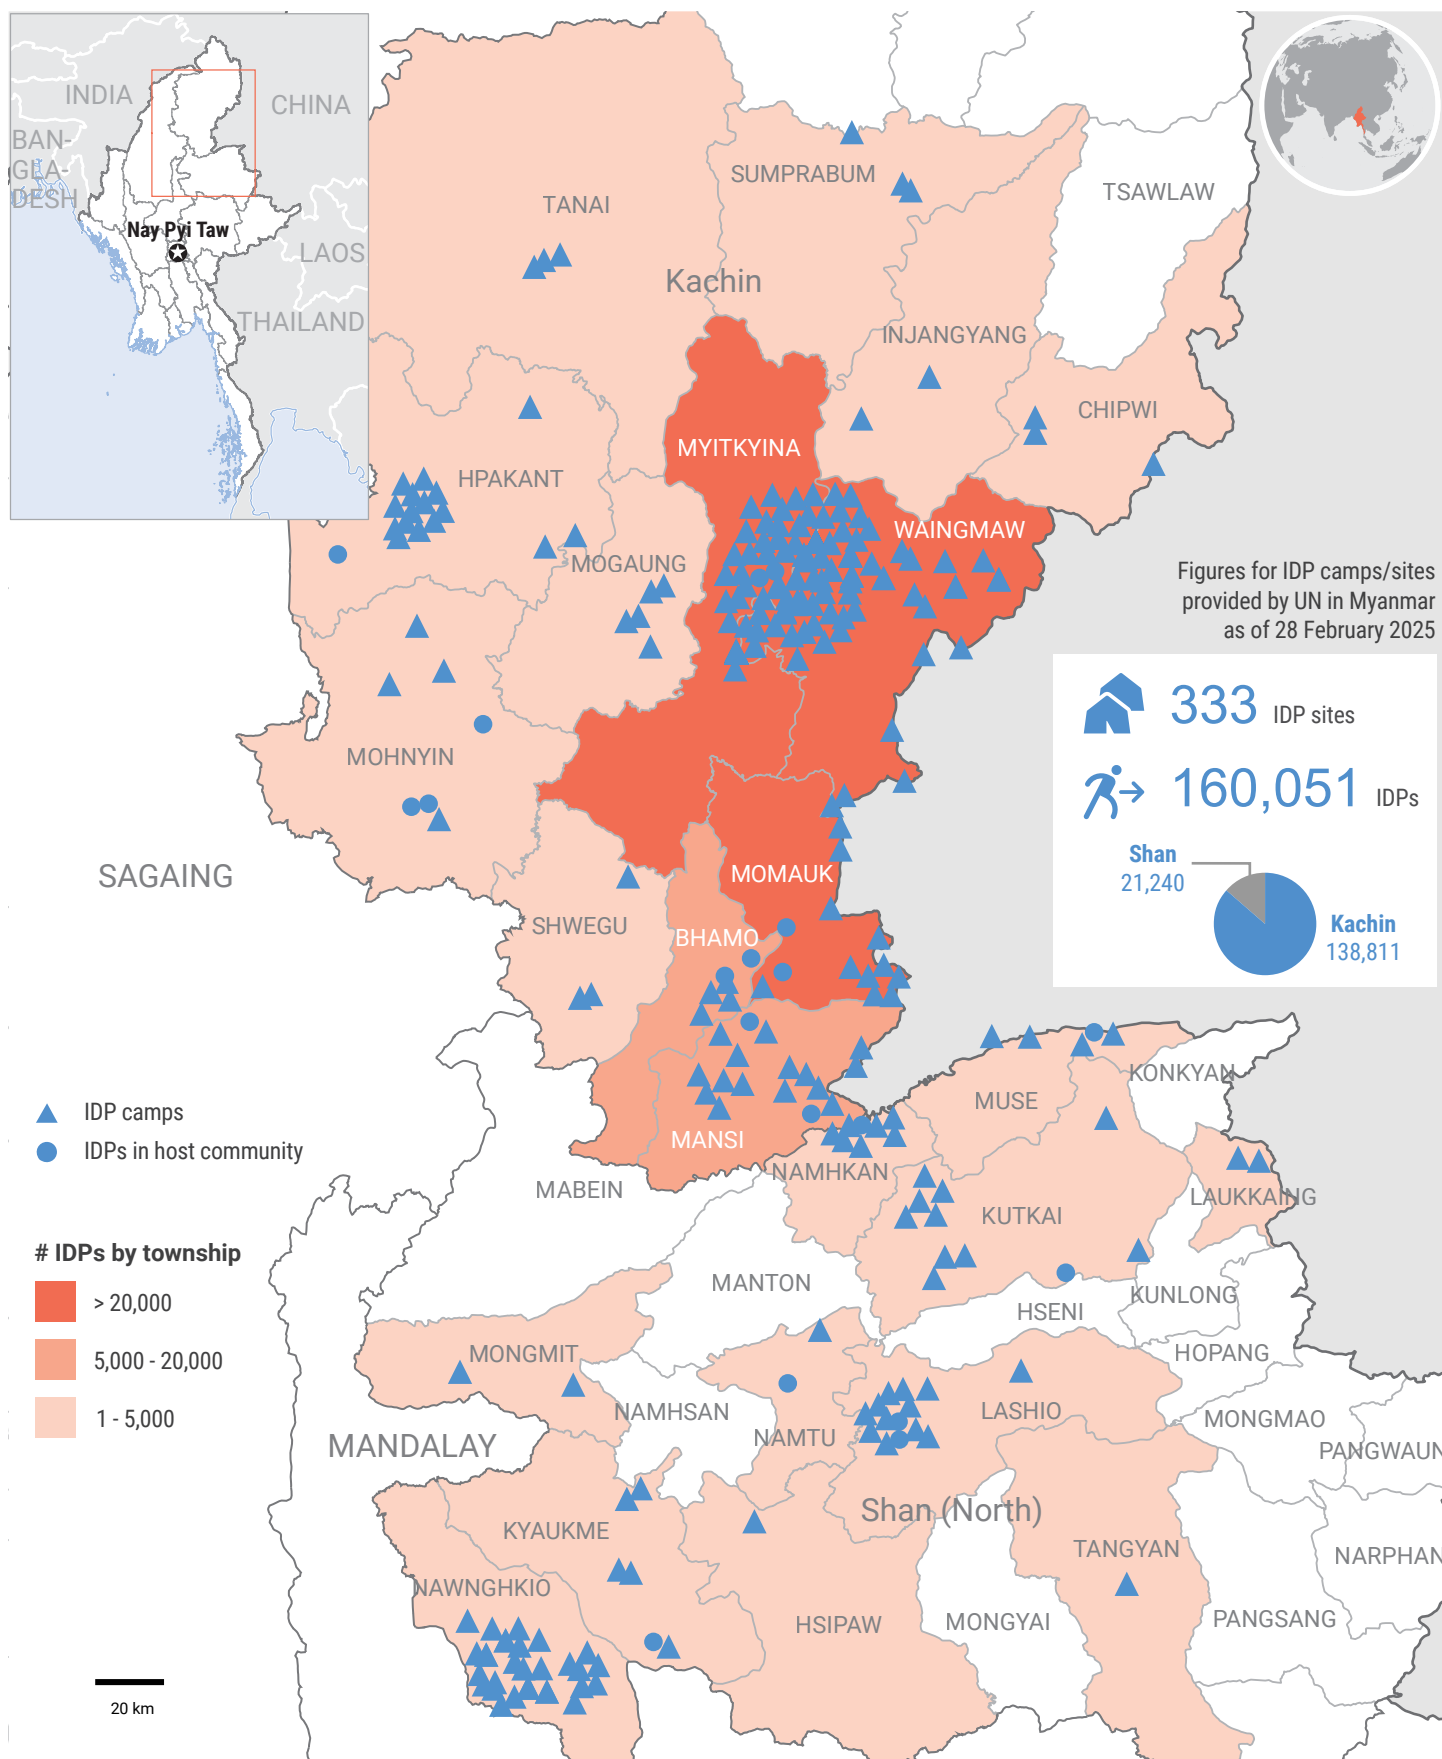 INDIA
CHINA
BAN-
GLA-
DESH
Nay Pyi Taw
LAOS
THAILAND
SUMPRABUM
TSAWLAW
TANAI
Kachin
INJANGYANG
CHIPWI
MYITKYINA
HPAKANT
WAINGMAW
MOGAUNG
Figures for IDP camps/sites
provided by UN in Myanmar
as of 28 February 2025
333 IDP sites
160,051 IDPs
Shan
21,240
Kachin
138,811
MOHNYIN
SAGAING
MOMAUK
SHWEGU
BHAMO
KONKYAN
MUSE
MANSI
NAMHKAN
MABEIN
LAUKKAING
KUTKAI
IDP camps
IDPs in host community
# IDPs by township
> 20,000
5,000 - 20,000
1 - 5,000
MANTON
KUNLONG
HSENI
HOPANG
MONGMIT
NAMHSAN
LASHIO
MONGMAO
NAMTU
MANDALAY
PANGWAUN
Shan (North)
KYAUKME
TANGYAN
NARPHAN
NAWNGHKIO
HSIPAW
MONGYAI
PANGSANG
20 km